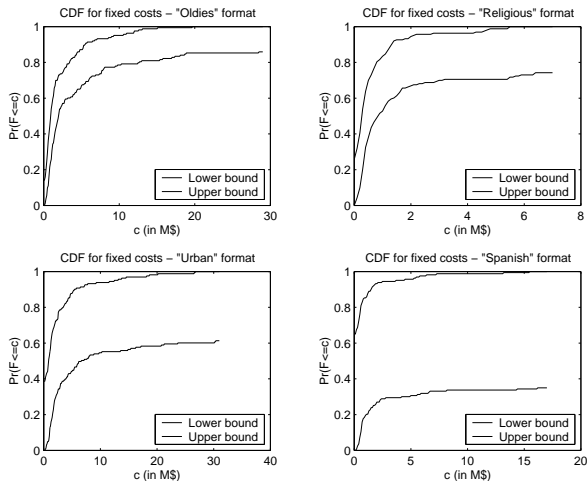 CDF for fixed costs – "Oldies" format
1
0.8
0.6
0.4
0.2
0
Pr(F<=c)
Lower bound
Upper bound
0 10 20 30
c (in M$)
CDF for fixed costs – "Religious" format
1
0.8
0.6
0.4
0.2
0
Pr(F<=c)
Lower bound
Upper bound
0 2 4 6 8
c (in M$)
CDF for fixed costs – "Urban" format
1
0.8
0.6
0.4
0.2
0
Pr(F<=c)
Lower bound
Upper bound
0 10 20 30 40
c (in M$)
CDF for fixed costs – "Spanish" format
1
0.8
0.6
0.4
0.2
0
Pr(F<=c)
Lower bound
Upper bound
0 5 10 15 20
c (in M$)